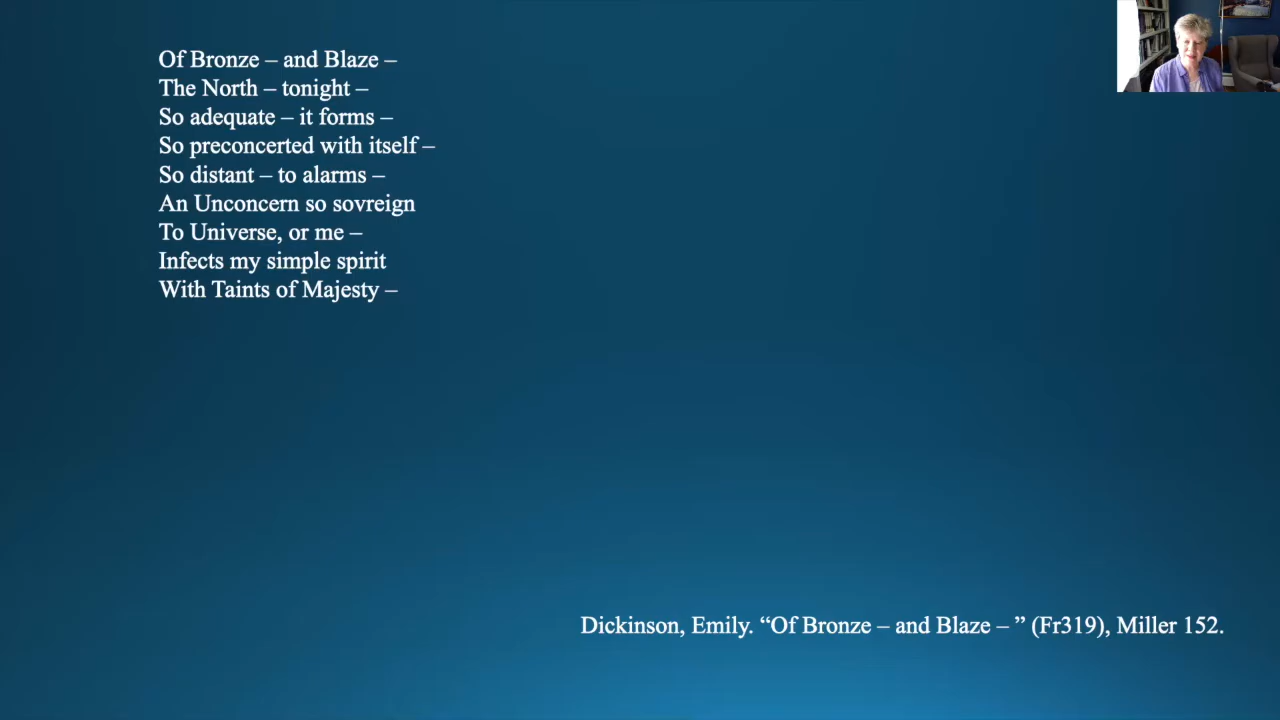 Of Bronze – and Blaze –
The North – tonight –
So adequate – it forms –
So preconcerted with itself –
So distant – to alarms –
An Unconcern so sovreign
To Universe, or me –
Infects my simple spirit
With Taints of Majesty –
Dickinson, Emily. “Of Bronze – and Blaze – ” (Fr319), Miller 152.